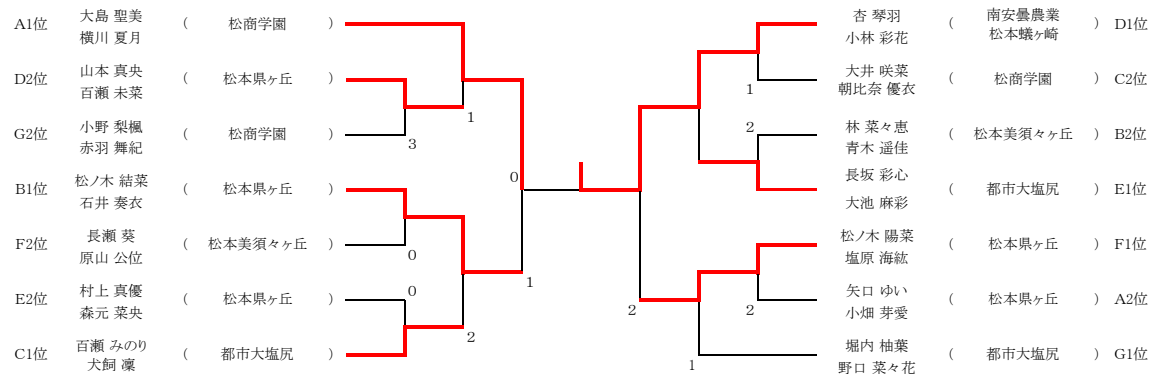 A1位 大島 聖美 横川 夏月 ( 松商学園 )
D2位 山本 真央 百瀬 未菜 ( 松本県ヶ丘 )
1
G2位 小野 梨楓 赤羽 舞紀 ( 松商学園 )
3
B1位 松ノ木 結菜 石井 奏衣 ( 松本県ヶ丘 )
0
F2位 長瀬 葵 原山 公位 ( 松本美須々ヶ丘 )
0
E2位 村上 真優 森元 菜央 ( 松本県ヶ丘 )
0
1
2
C1位 百瀬 みのり 犬飼 凜 ( 都市大塩尻 )
杏 琴羽 小林 彩花 ( 南安曇農業 松本蟻ヶ崎 ) D1位
大井 咲菜 朝比奈 優衣 ( 松商学園 ) C2位
1
林 菜々恵 青木 遥佳 ( 松本美須々ヶ丘 ) B2位
2
長坂 彩心 大池 麻彩 ( 都市大塩尻 ) E1位
松ノ木 陽菜 塩原 海紘 ( 松本県ヶ丘 ) F1位
矢口 ゆい 小畑 芽愛 ( 松本県ヶ丘 ) A2位
2
2
堀内 柚葉 野口 菜々花 ( 都市大塩尻 ) G1位
1